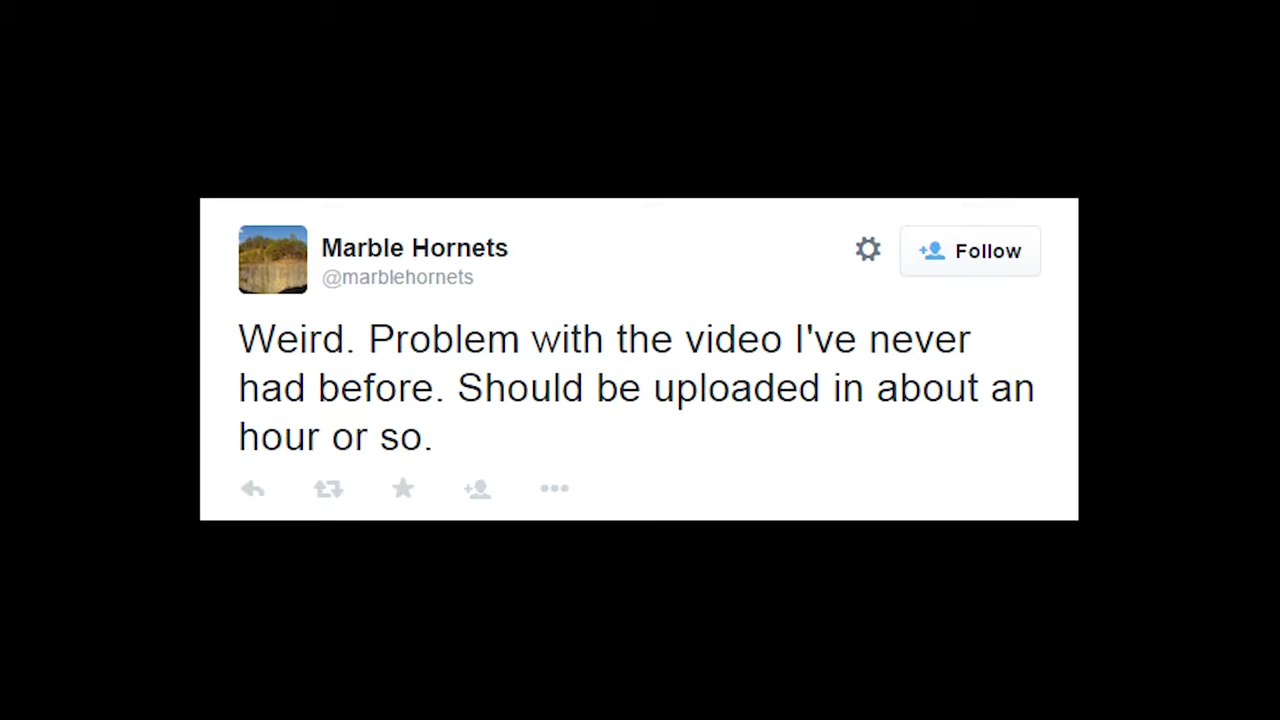 Marble Hornets
@marblehornets
Follow
Weird. Problem with the video I've never
had before. Should be uploaded in about an
hour or so.